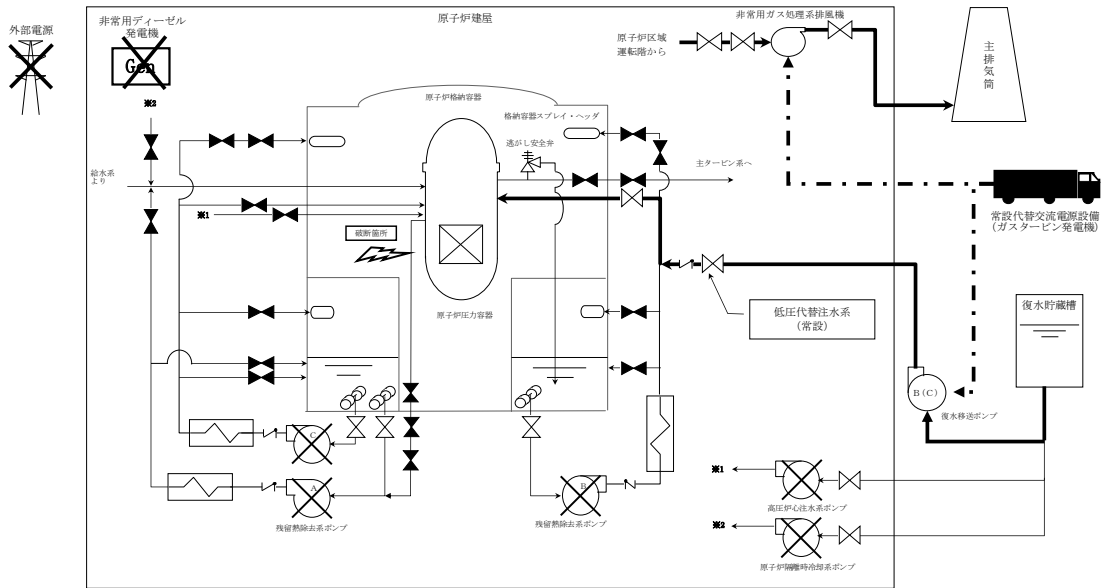 外部電源
非常用ディーゼル
発電機
Gen
※2
原子炉建屋
非常用ガス処理系排風機
原子炉区域
運転階から
主排気筒
原子炉格納容器
格納容器スプレイ・ヘッダ
逃がし安全弁
主タービン系へ
給水系
より
※1
破断箇所
原子炉圧力容器
常設代替交流電源設備
(ガスタービン発電機)
低圧代替注水系
(常設)
復水貯蔵槽
B(C)
復水移送ポンプ
C
A
残留熱除去系ポンプ
B
残留熱除去系ポンプ
※1
高圧炉心注水系ポンプ
※2
原子炉隔離時冷却系ポンプ